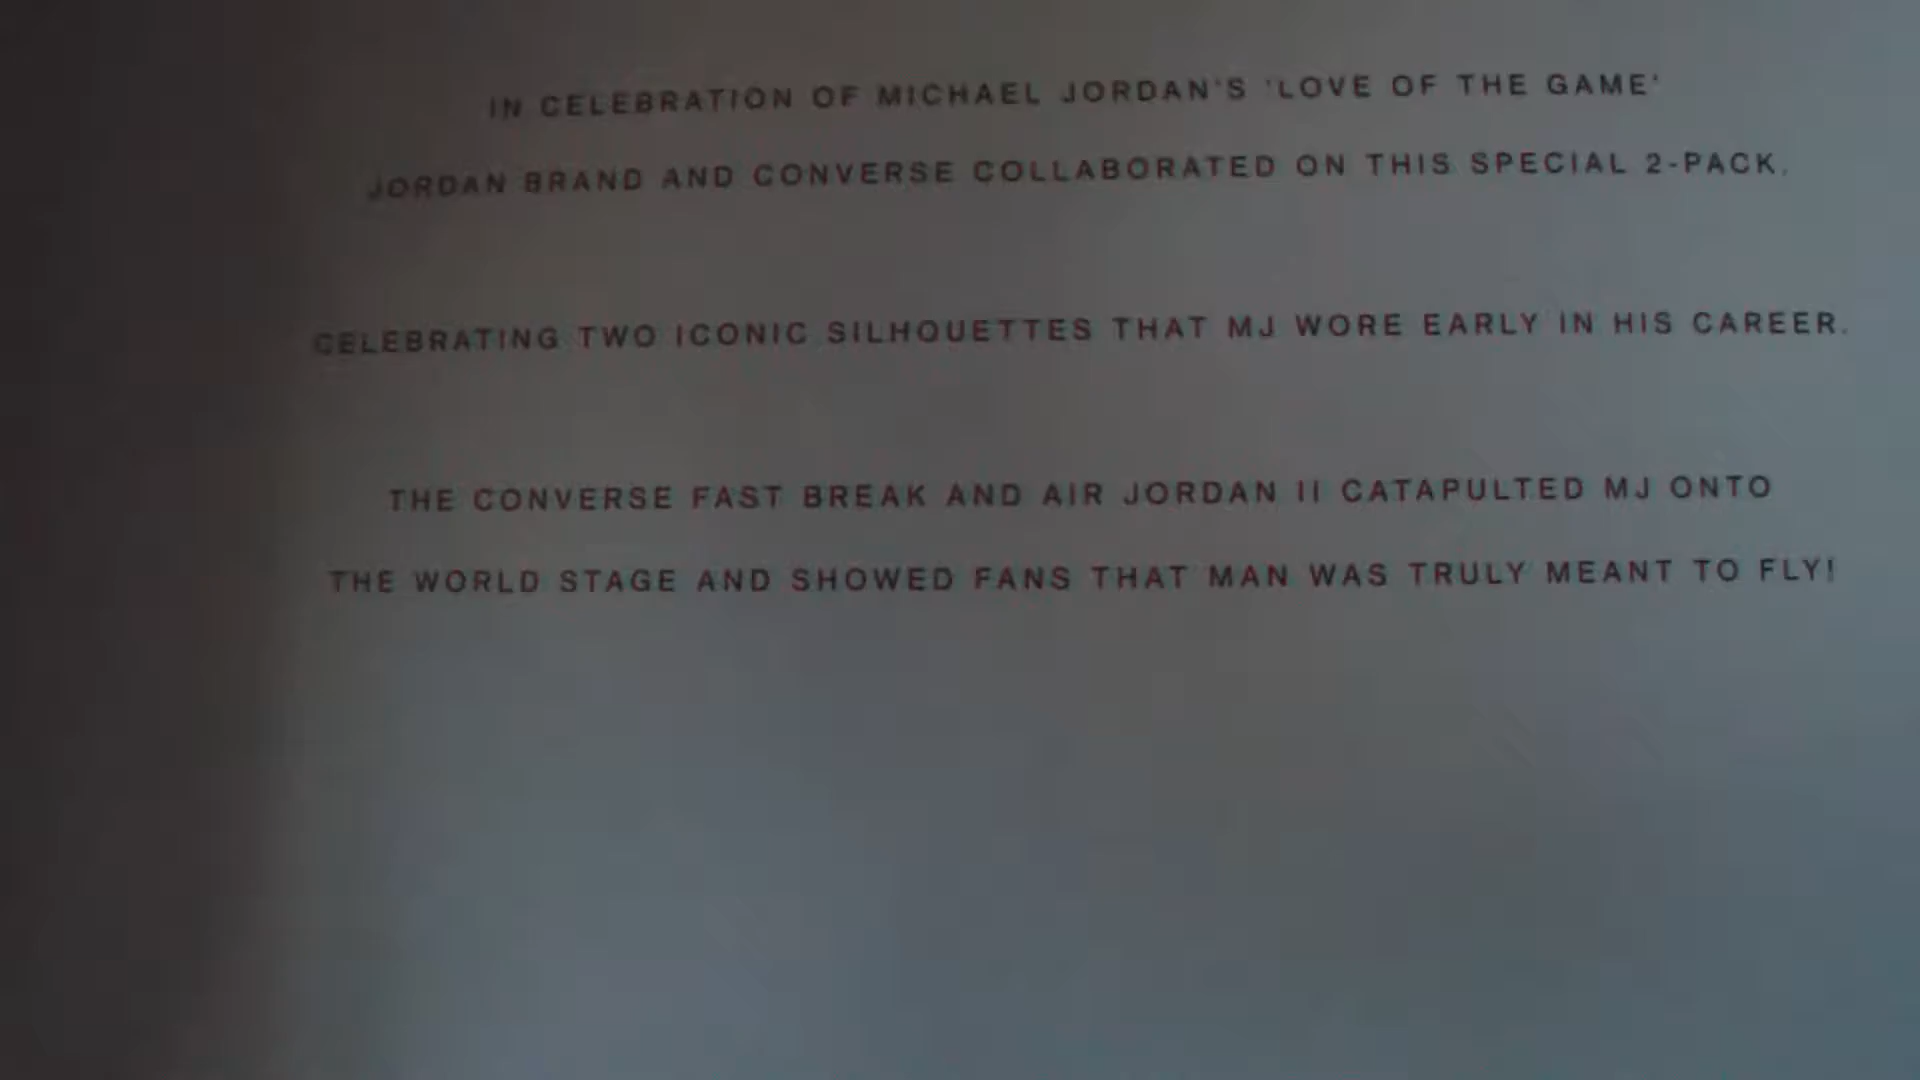 IN CELEBRATION OF MICHAEL JORDAN'S 'LOVE OF THE GAME'
JORDAN BRAND AND CONVERSE COLLABORATED ON THIS SPECIAL 2-PACK.
CELEBRATING TWO ICONIC SILHOUETTES THAT MJ WORE EARLY IN HIS CAREER.
THE CONVERSE FAST BREAK AND AIR JORDAN II CATAPULTED MJ ONTO
THE WORLD STAGE AND SHOWED FANS THAT MAN WAS TRULY MEANT TO FLY!